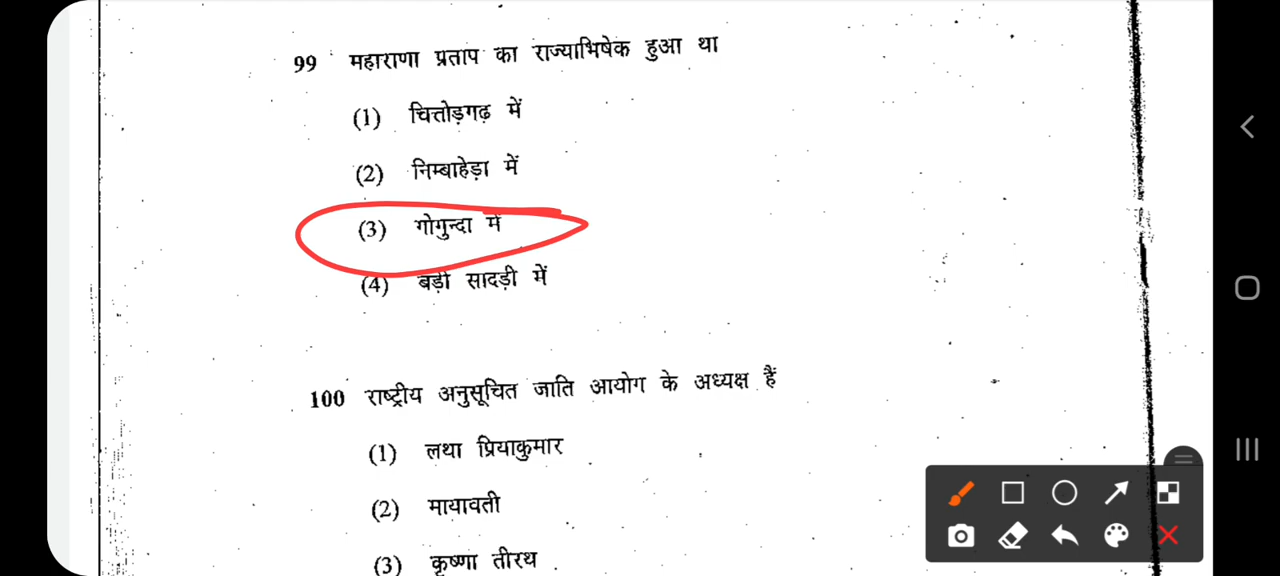 99 महाराणा प्रताप का राज्याभिषेक हुआ था
(1) चित्तोड़गढ़ में
(2) निम्बाहेड़ा में
(3) गोगुन्दा में
(4) बड़ी सादड़ी में
100 राष्ट्रीय अनुसूचित जाति आयोग के अध्यक्ष हैं
(1) लथा प्रियाकुमार
(2) मायावती
(3) कृष्णा तीरथ